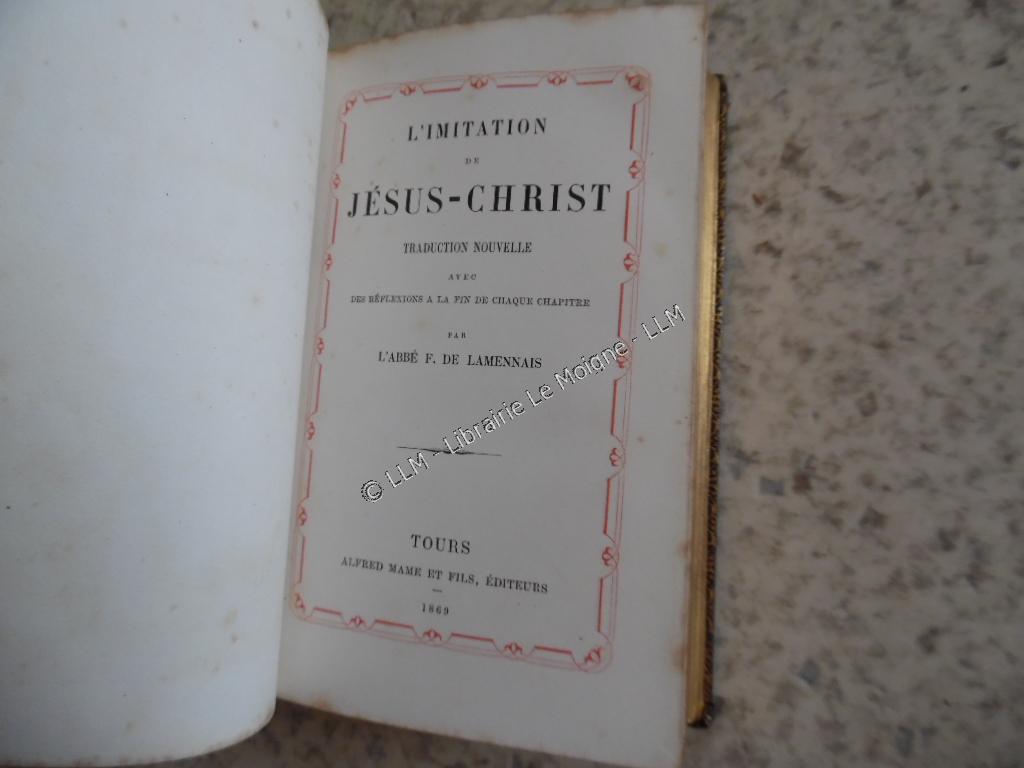 L'IMITATION
DE
JÉSUS-CHRIST
TRADUCTION NOUVELLE
AVEC
DES RÉFLEXIONS A LA FIN DE CHAQUE CHAPITRE
PAR
L'ABBÉ F. DE LAMENNAIS
© LLM - Librairie Le Moigne - LLM
TOURS
ALFRED MAME ET FILS, ÉDITEURS
1869